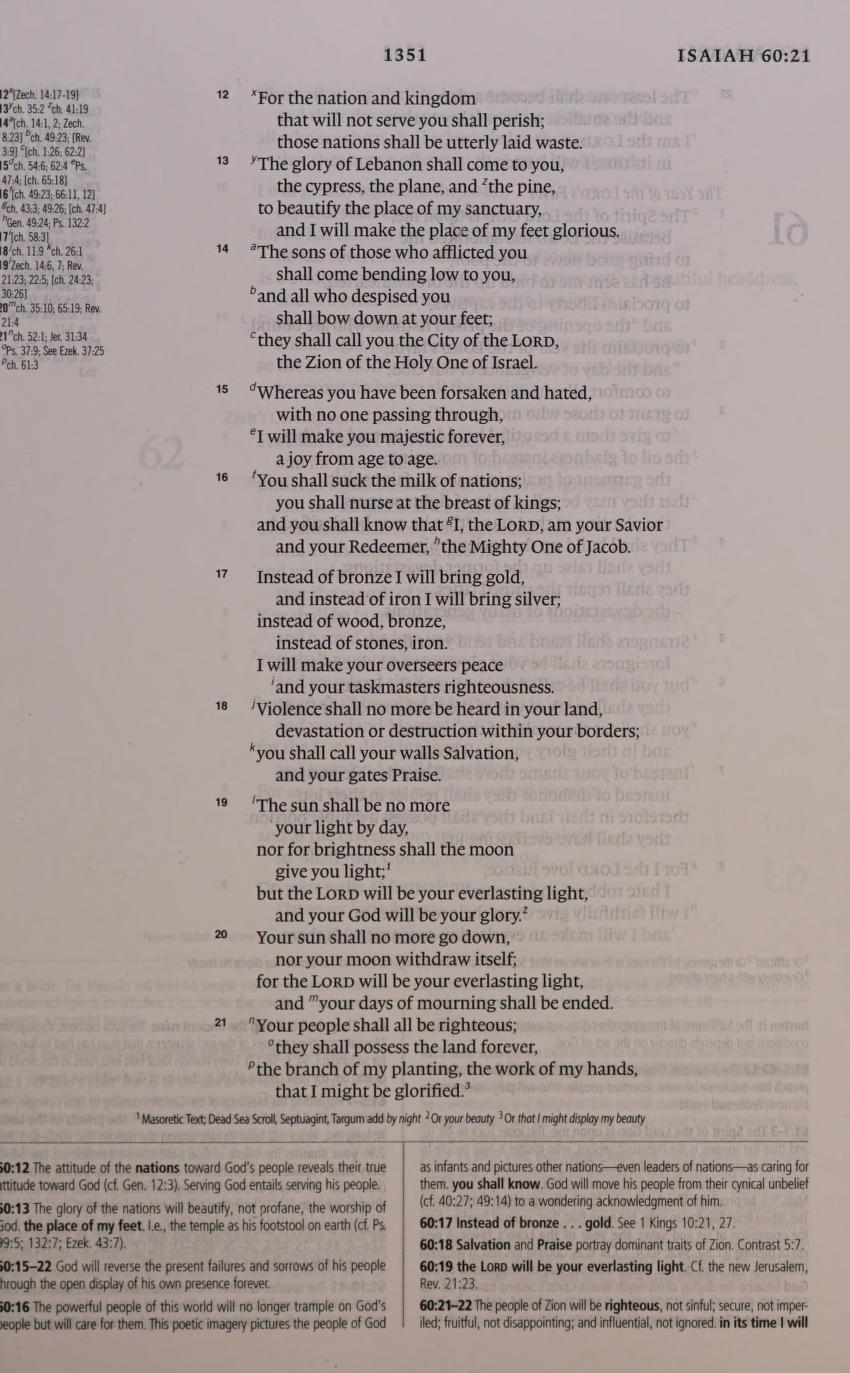 1351
ISAIAH 60:21
12 ˣ[Zech. 14:17-19]
13 ʸch. 35:2 ᶻch. 41:19
14 ᵃ[ch. 14:1, 2; Zech.
8:23] ᵇch. 49:23; [Rev.
3:9] ᶜ[ch. 1:26; 62:2]
15 ᵈch. 54:6; 62:4 ᵉPs.
47:4; [ch. 65:18]
16 ᶠ[ch. 49:23; 66:11, 12]
ᵍch. 43:3; 49:26; [ch. 47:4]
ʰGen. 49:24; Ps. 132:2
17 ⁱ[ch. 58:3]
18 ʲch. 11:9 ᵏch. 26:1
19 ˡZech. 14:6, 7; Rev.
21:23; 22:5; [ch. 24:23;
30:26]
20 ᵐch. 35:10; 65:19; Rev.
21:4
21 ⁿch. 52:1; Jer. 31:34
ᵒPs. 37:9; See Ezek. 37:25
ᵖch. 61:3
12 ˣFor the nation and kingdom
that will not serve you shall perish;
those nations shall be utterly laid waste.
13 ʸThe glory of Lebanon shall come to you,
the cypress, the plane, and ᶻthe pine,
to beautify the place of my sanctuary,
and I will make the place of my feet glorious.
14 ᵃThe sons of those who afflicted you
shall come bending low to you,
ᵇand all who despised you
shall bow down at your feet;
ᶜthey shall call you the City of the LORD,
the Zion of the Holy One of Israel.
15 ᵈWhereas you have been forsaken and hated,
with no one passing through,
ᵉI will make you majestic forever,
a joy from age to age.
16 ᶠYou shall suck the milk of nations;
you shall nurse at the breast of kings;
and you shall know that ᵍI, the LORD, am your Savior
and your Redeemer, ʰthe Mighty One of Jacob.
17 Instead of bronze I will bring gold,
and instead of iron I will bring silver;
instead of wood, bronze,
instead of stones, iron.
I will make your overseers peace
ⁱand your taskmasters righteousness.
18 ʲViolence shall no more be heard in your land,
devastation or destruction within your borders;
ᵏyou shall call your walls Salvation,
and your gates Praise.
19 ˡThe sun shall be no more
your light by day,
nor for brightness shall the moon
give you light;¹
but the LORD will be your everlasting light,
and your God will be your glory.²
20 Your sun shall no more go down,
nor your moon withdraw itself;
for the LORD will be your everlasting light,
and ᵐyour days of mourning shall be ended.
21 ⁿYour people shall all be righteous;
ᵒthey shall possess the land forever,
ᵖthe branch of my planting, the work of my hands,
that I might be glorified.³
¹ Masoretic Text; Dead Sea Scroll, Septuagint, Targum add by night ² Or your beauty ³ Or that I might display my beauty
60:12 The attitude of the nations toward God's people reveals their true
attitude toward God (cf. Gen. 12:3). Serving God entails serving his people.
60:13 The glory of the nations will beautify, not profane, the worship of
God. the place of my feet. I.e., the temple as his footstool on earth (cf. Ps.
99:5; 132:7; Ezek. 43:7).
60:15–22 God will reverse the present failures and sorrows of his people
through the open display of his own presence forever.
60:16 The powerful people of this world will no longer trample on God's
people but will care for them. This poetic imagery pictures the people of God
as infants and pictures other nations—even leaders of nations—as caring for
them. you shall know. God will move his people from their cynical unbelief
(cf. 40:27; 49:14) to a wondering acknowledgment of him.
60:17 Instead of bronze . . . gold. See 1 Kings 10:21, 27.
60:18 Salvation and Praise portray dominant traits of Zion. Contrast 5:7.
60:19 the LORD will be your everlasting light. Cf. the new Jerusalem,
Rev. 21:23.
60:21–22 The people of Zion will be righteous, not sinful; secure, not imper-
iled; fruitful, not disappointing; and influential, not ignored. in its time I will